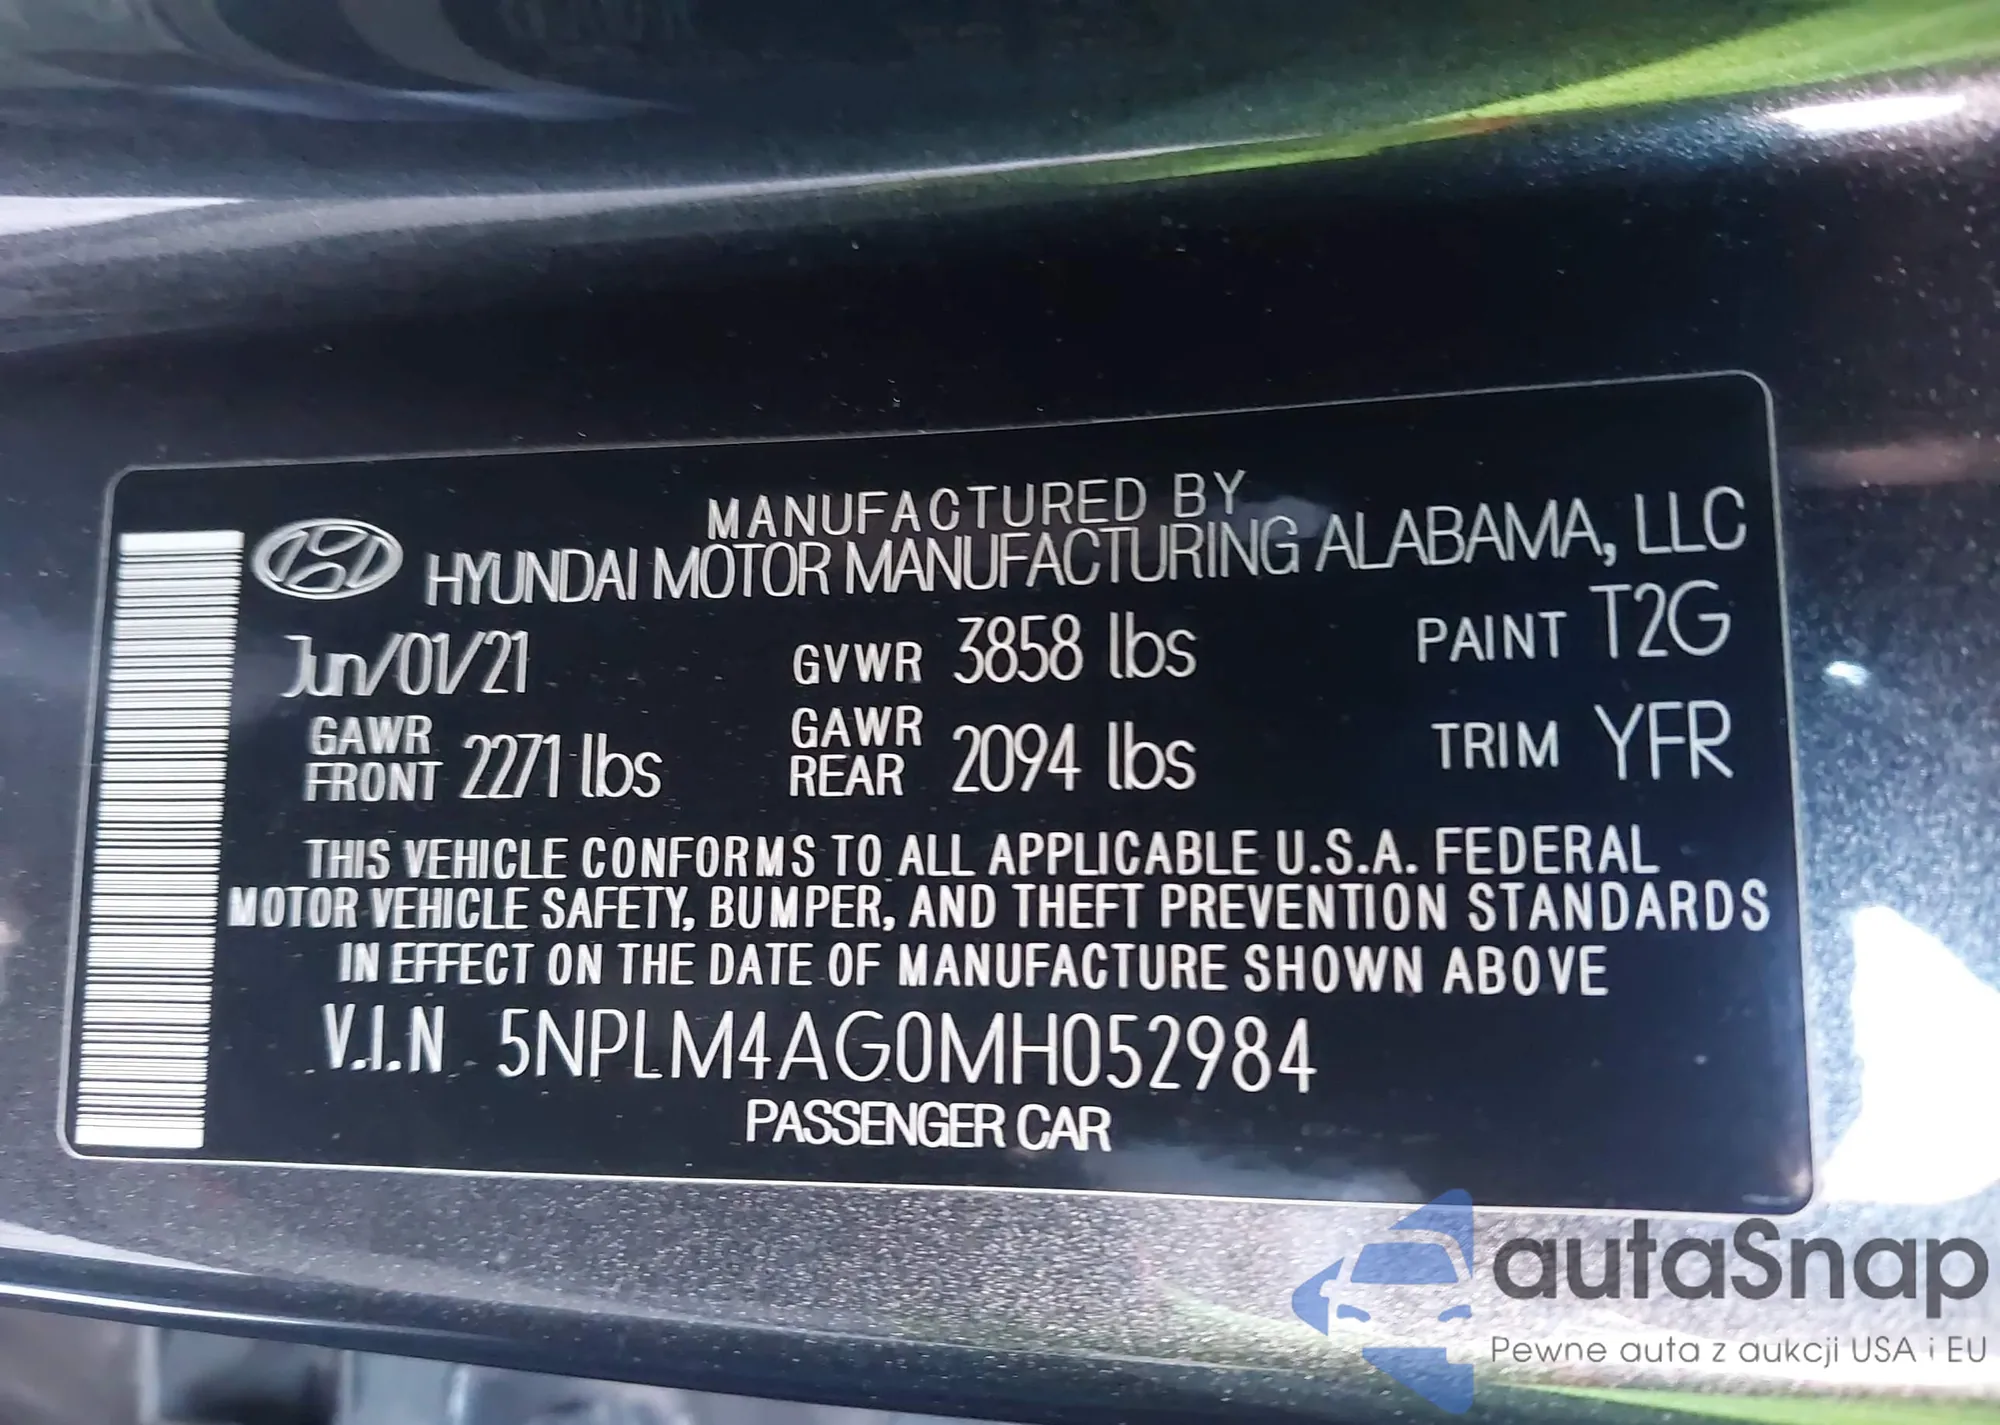 MANUFACTURED BY
HYUNDAI MOTOR MANUFACTURING ALABAMA, LLC
Jun/01/21 GVWR 3858 lbs PAINT T2G
GAWR FRONT 2271 lbs GAWR REAR 2094 lbs TRIM YFR
THIS VEHICLE CONFORMS TO ALL APPLICABLE U.S.A. FEDERAL
MOTOR VEHICLE SAFETY, BUMPER, AND THEFT PREVENTION STANDARDS
IN EFFECT ON THE DATE OF MANUFACTURE SHOWN ABOVE
V.I.N 5NPLM4AG0MH052984
PASSENGER CAR
autaSnap
Pewne auta z aukcji USA i EU